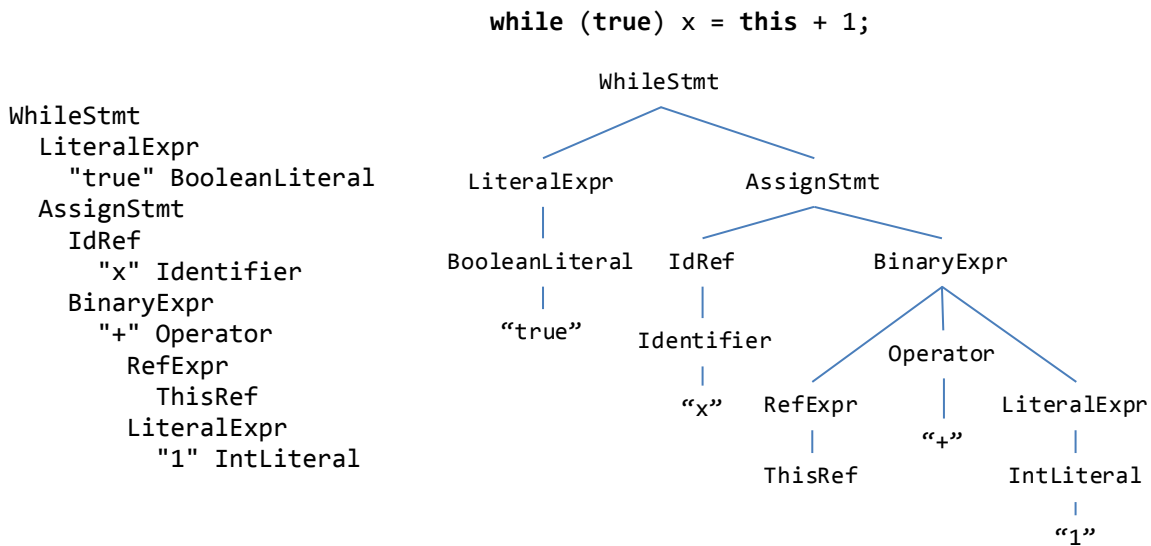 while (true) x = this + 1;
WhileStmt
  LiteralExpr
    "true" BooleanLiteral
  AssignStmt
    IdRef
      "x" Identifier
    BinaryExpr
      "+" Operator
        RefExpr
          ThisRef
        LiteralExpr
          "1" IntLiteral
WhileStmt
LiteralExpr AssignStmt
BooleanLiteral IdRef BinaryExpr
“true” Identifier Operator
“x” RefExpr “+” LiteralExpr
ThisRef IntLiteral
“1”